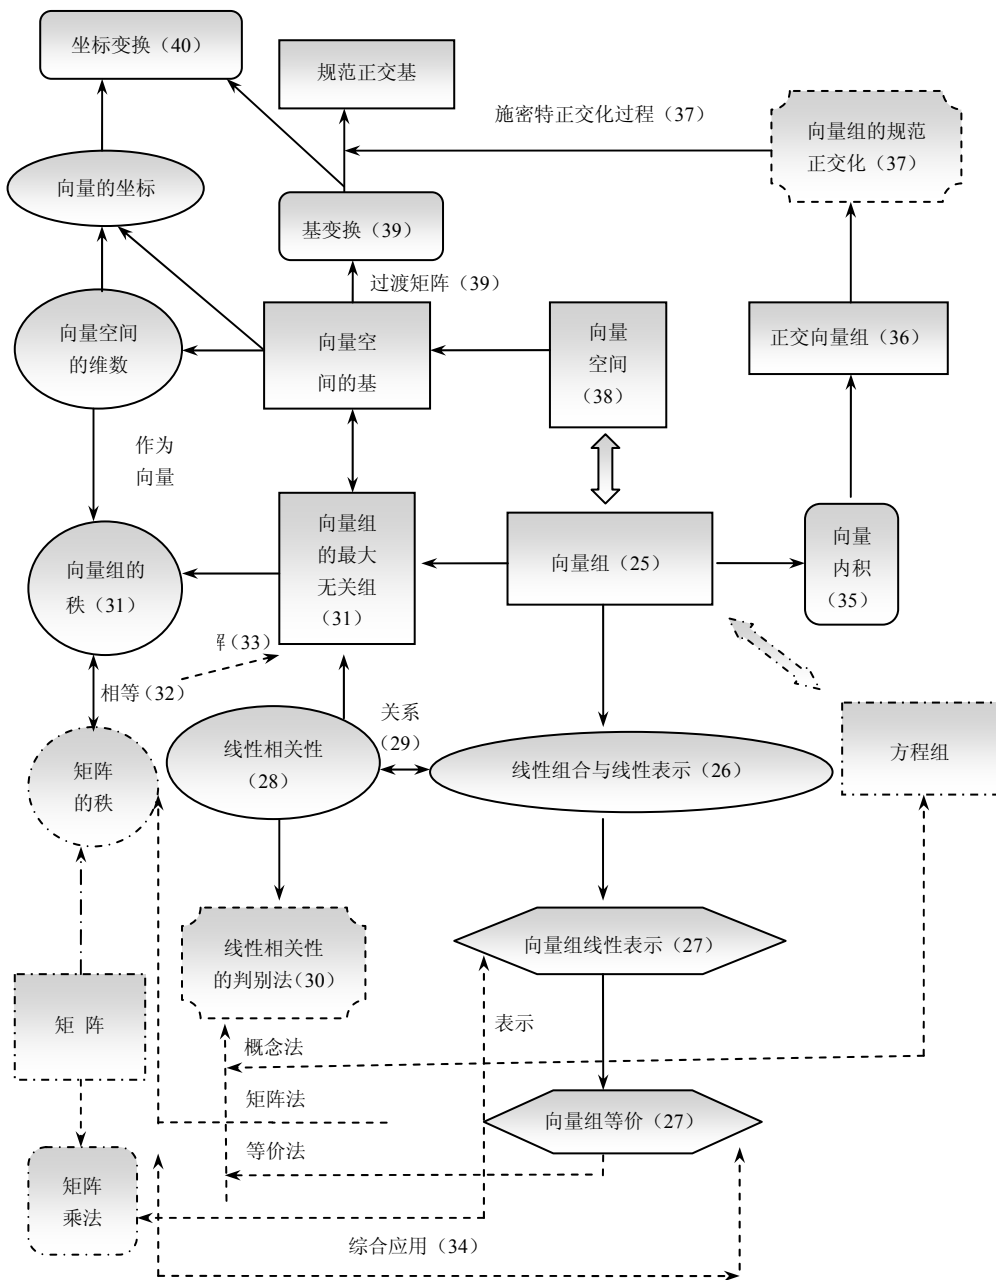 坐标变换（40）
规范正交基
施密特正交化过程（37）
向量组的规范
正交化（37）
向量的坐标
基变换（39）
过渡矩阵（39）
向量空间
的维数
向量空
间的基
向量
空间
（38）
正交向量组（36）
作为
向量
向量组的
秩（31）
向量组
的最大
无关组
（31）
向量组（25）
向量
内积
（35）
解（33）
相等（32）
关系
（29）
矩阵
的秩
线性相关性
（28）
线性组合与线性表示（26）
方程组
线性相关性
的判别法（30）
向量组线性表示（27）
矩 阵
表示
概念法
矩阵法
向量组等价（27）
等价法
矩阵
乘法
综合应用（34）